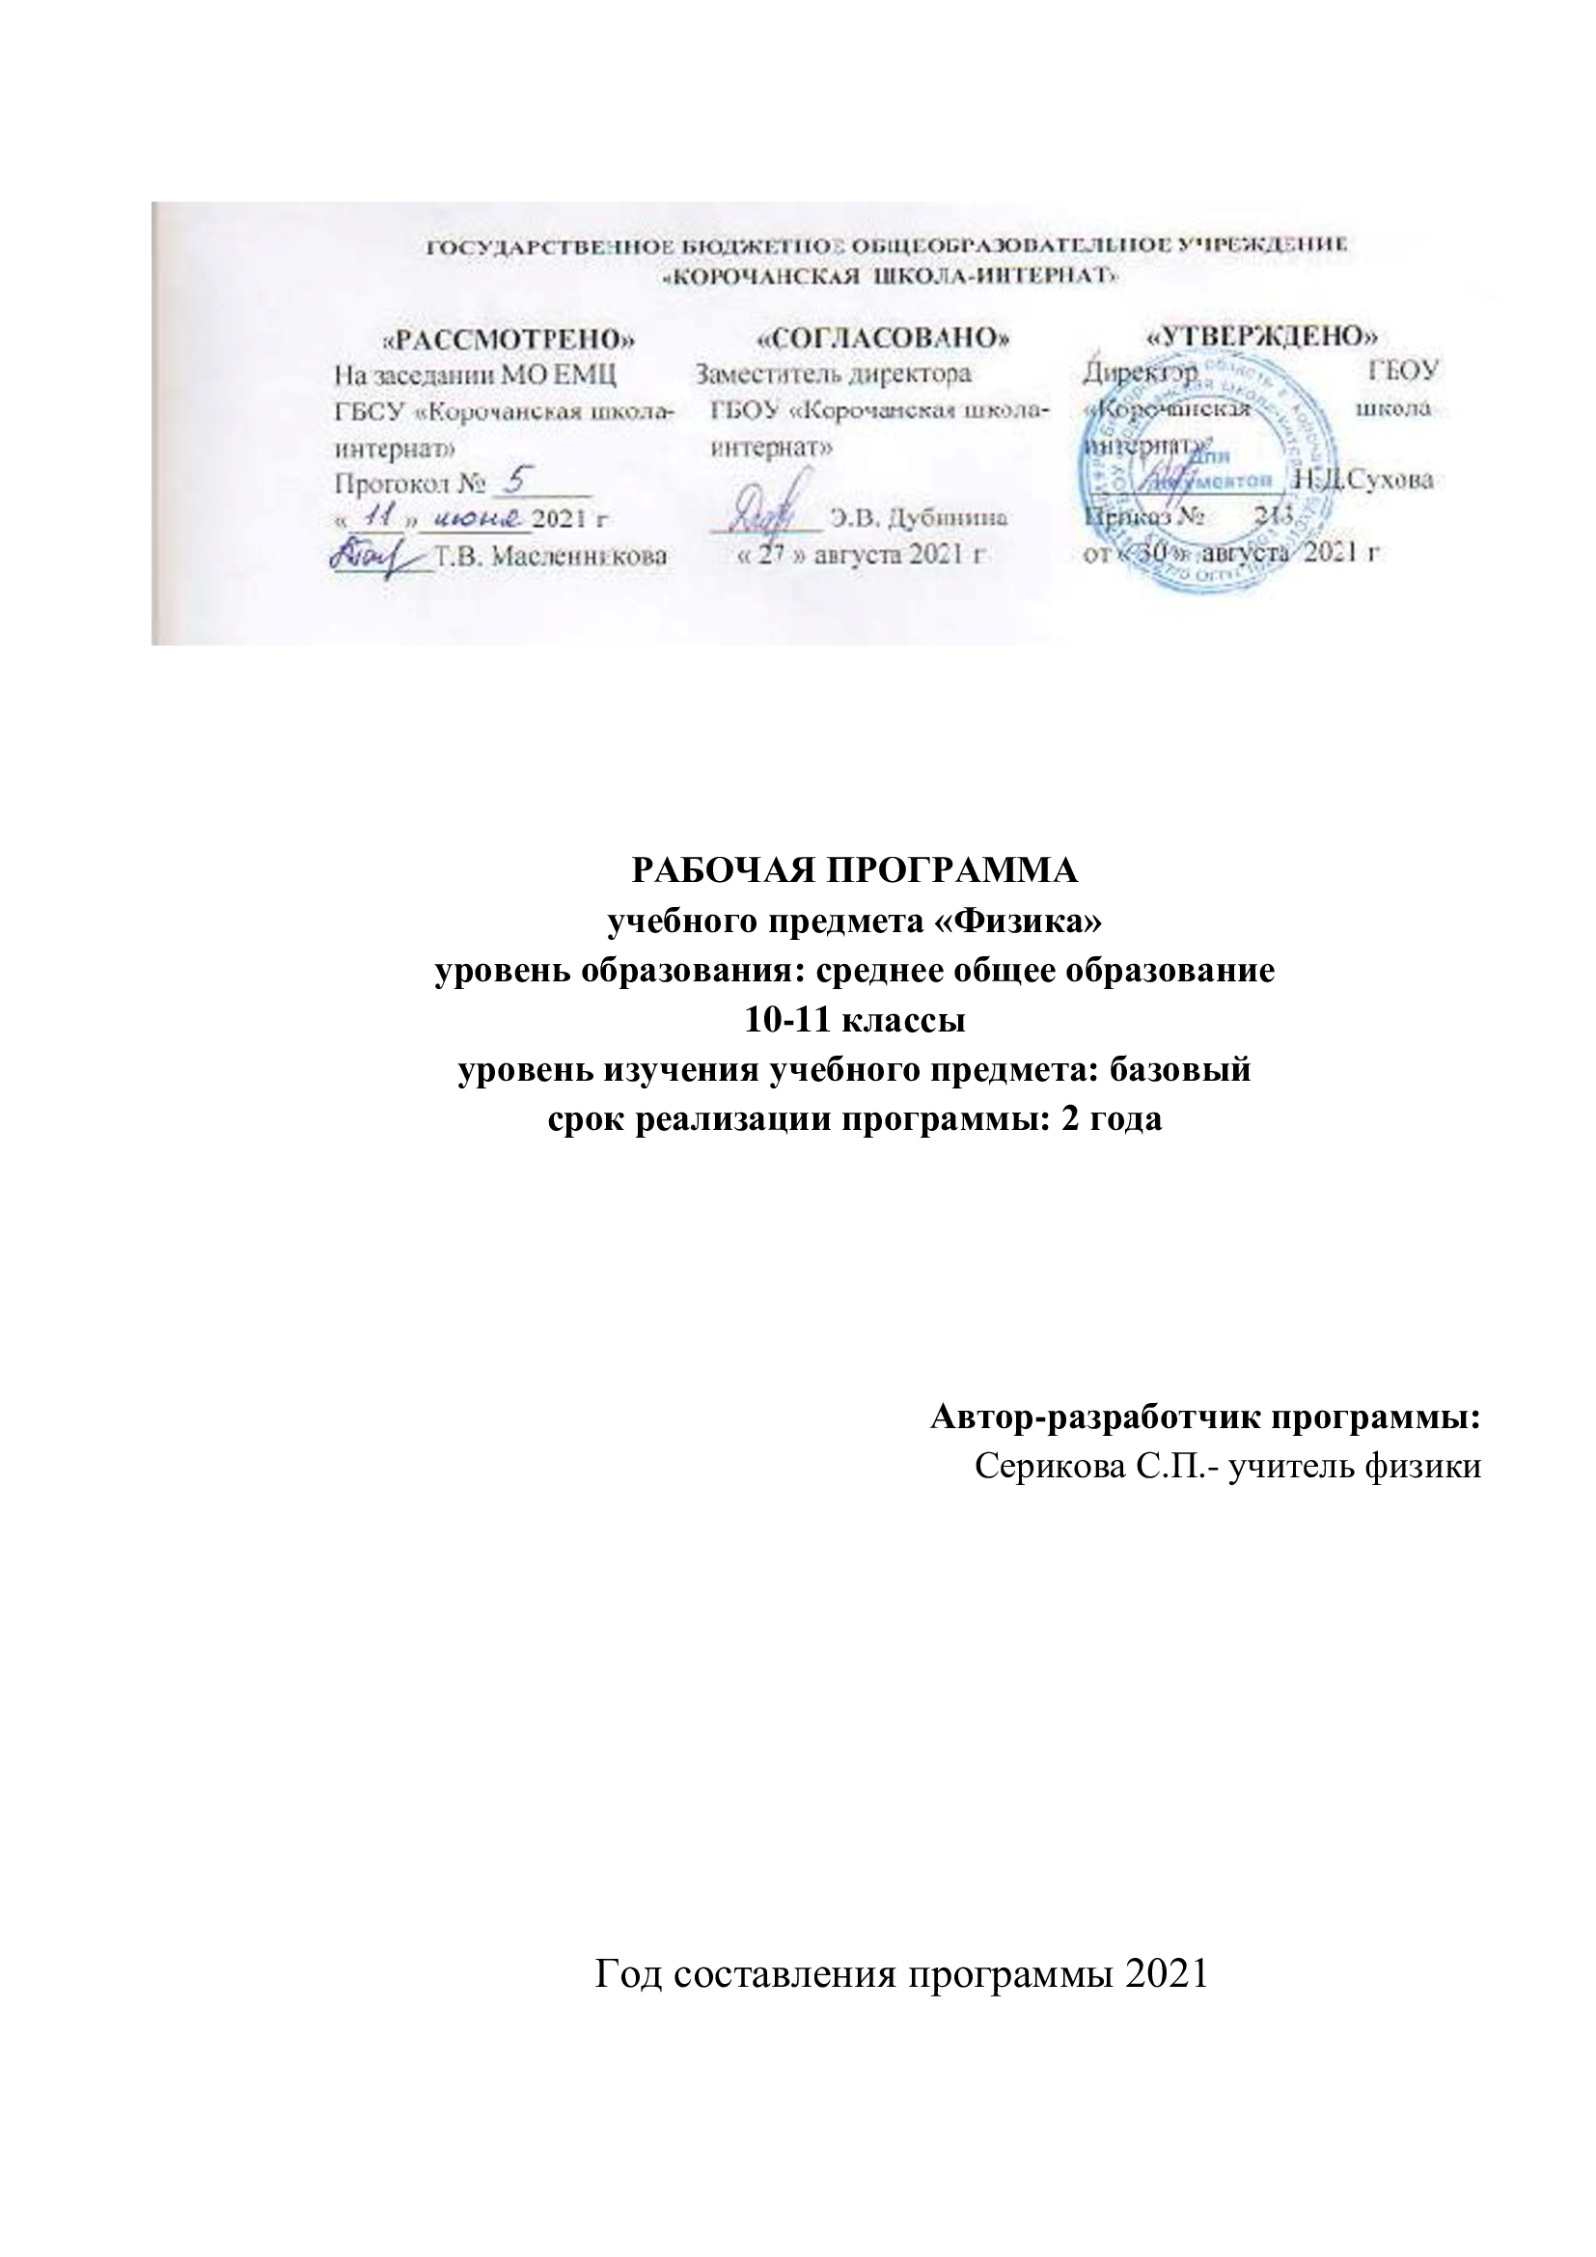 ГОСУДАРСТВЕННОЕ БЮДЖЕТНОЕ ОБЩЕОБРАЗОВАТЕЛЬНОЕ УЧРЕЖДЕНИЕ
«КОРОЧАНСКАЯ ШКОЛА-ИНТЕРНАТ»
«РАССМОТРЕНО»
На заседании МО ЕМЦ
ГБОУ «Корочанская школа-
интернат»
Протокол № 5
« 11 » июня 2021 г
Т.В. Масленникова
«СОГЛАСОВАНО»
Заместитель директора
ГБОУ «Корочанская школа-
интернат»
Э.В. Дубинина
« 27 » августа 2021 г
«УТВЕРЖДЕНО»
Директор ГБОУ
«Корочанская школа
интернат»
Н.Д.Сухова
Приказ № 213
от « 30 » августа 2021 г
Для
документов
РАБОЧАЯ ПРОГРАММА
учебного предмета «Физика»
уровень образования: среднее общее образование
10-11 классы
уровень изучения учебного предмета: базовый
срок реализации программы: 2 года
Автор-разработчик программы:
Серикова С.П.- учитель физики
Год составления программы 2021